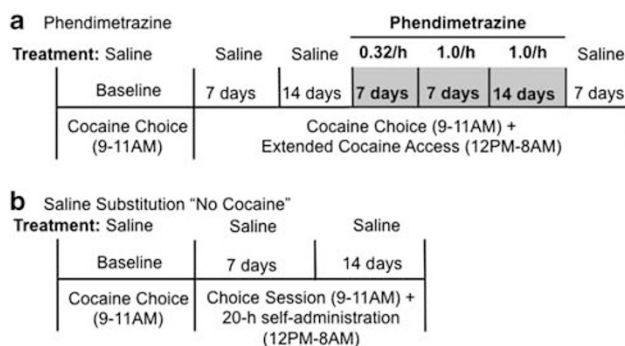 a Phendimetrazine
Phendimetrazine
Treatment: Saline Saline Saline 0.32/h 1.0/h 1.0/h Saline
Baseline 7 days 14 days 7 days 7 days 14 days 7 days
Cocaine Choice (9-11AM)
Cocaine Choice (9-11AM) +
Extended Cocaine Access (12PM-8AM)
b Saline Substitution "No Cocaine"
Treatment: Saline Saline Saline
Baseline 7 days 14 days
Cocaine Choice
(9-11AM)
Choice Session (9-11AM) +
20-h self-administration
(12PM-8AM)